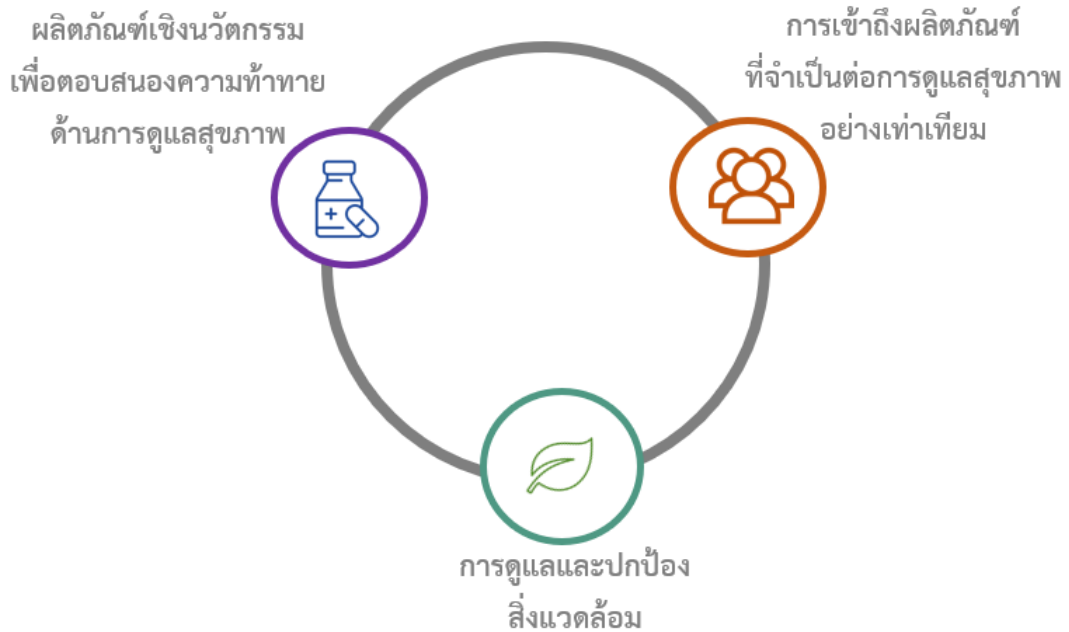 ผลิตภัณฑ์เชิงนวัตกรรม
เพื่อตอบสนองความท้าทาย
ด้านการดูแลสุขภาพ
การเข้าถึงผลิตภัณฑ์
ที่จำเป็นต่อการดูแลสุขภาพ
อย่างเท่าเทียม
การดูแลและปกป้อง
สิ่งแวดล้อม